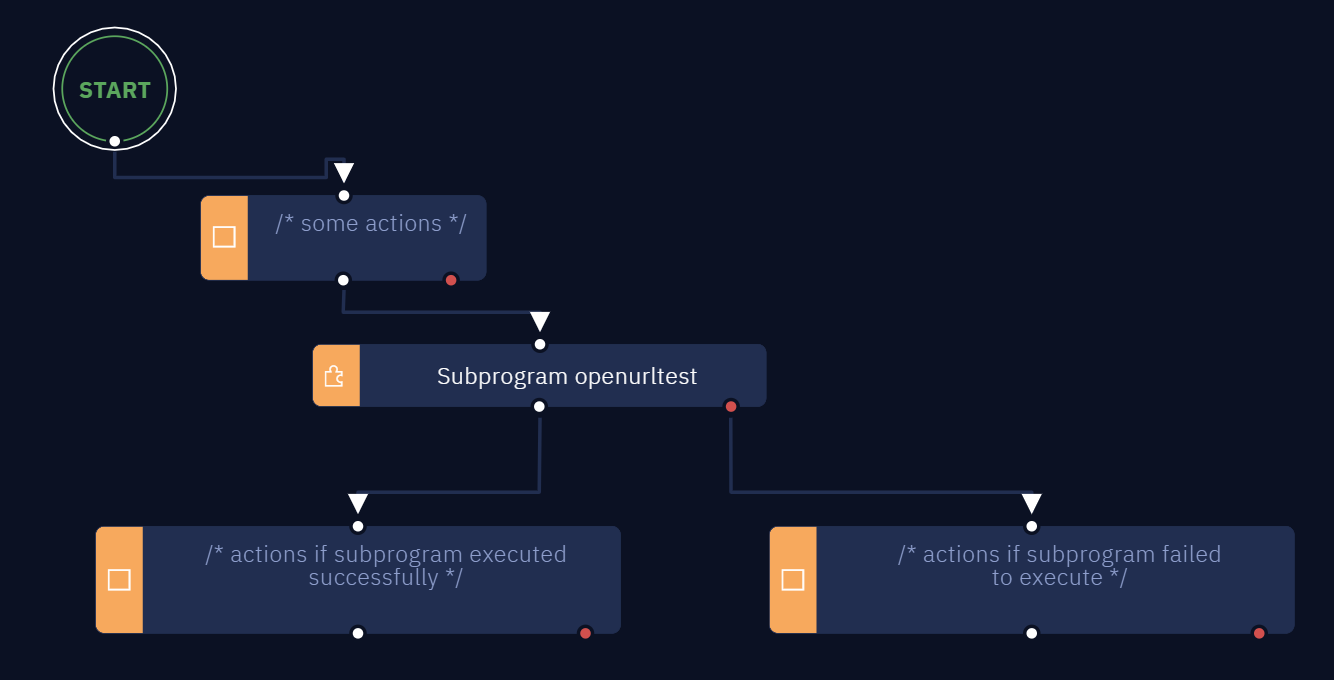 START
/* some actions */
Subprogram openurltest
/* actions if subprogram executed
successfully */
/* actions if subprogram failed
to execute */